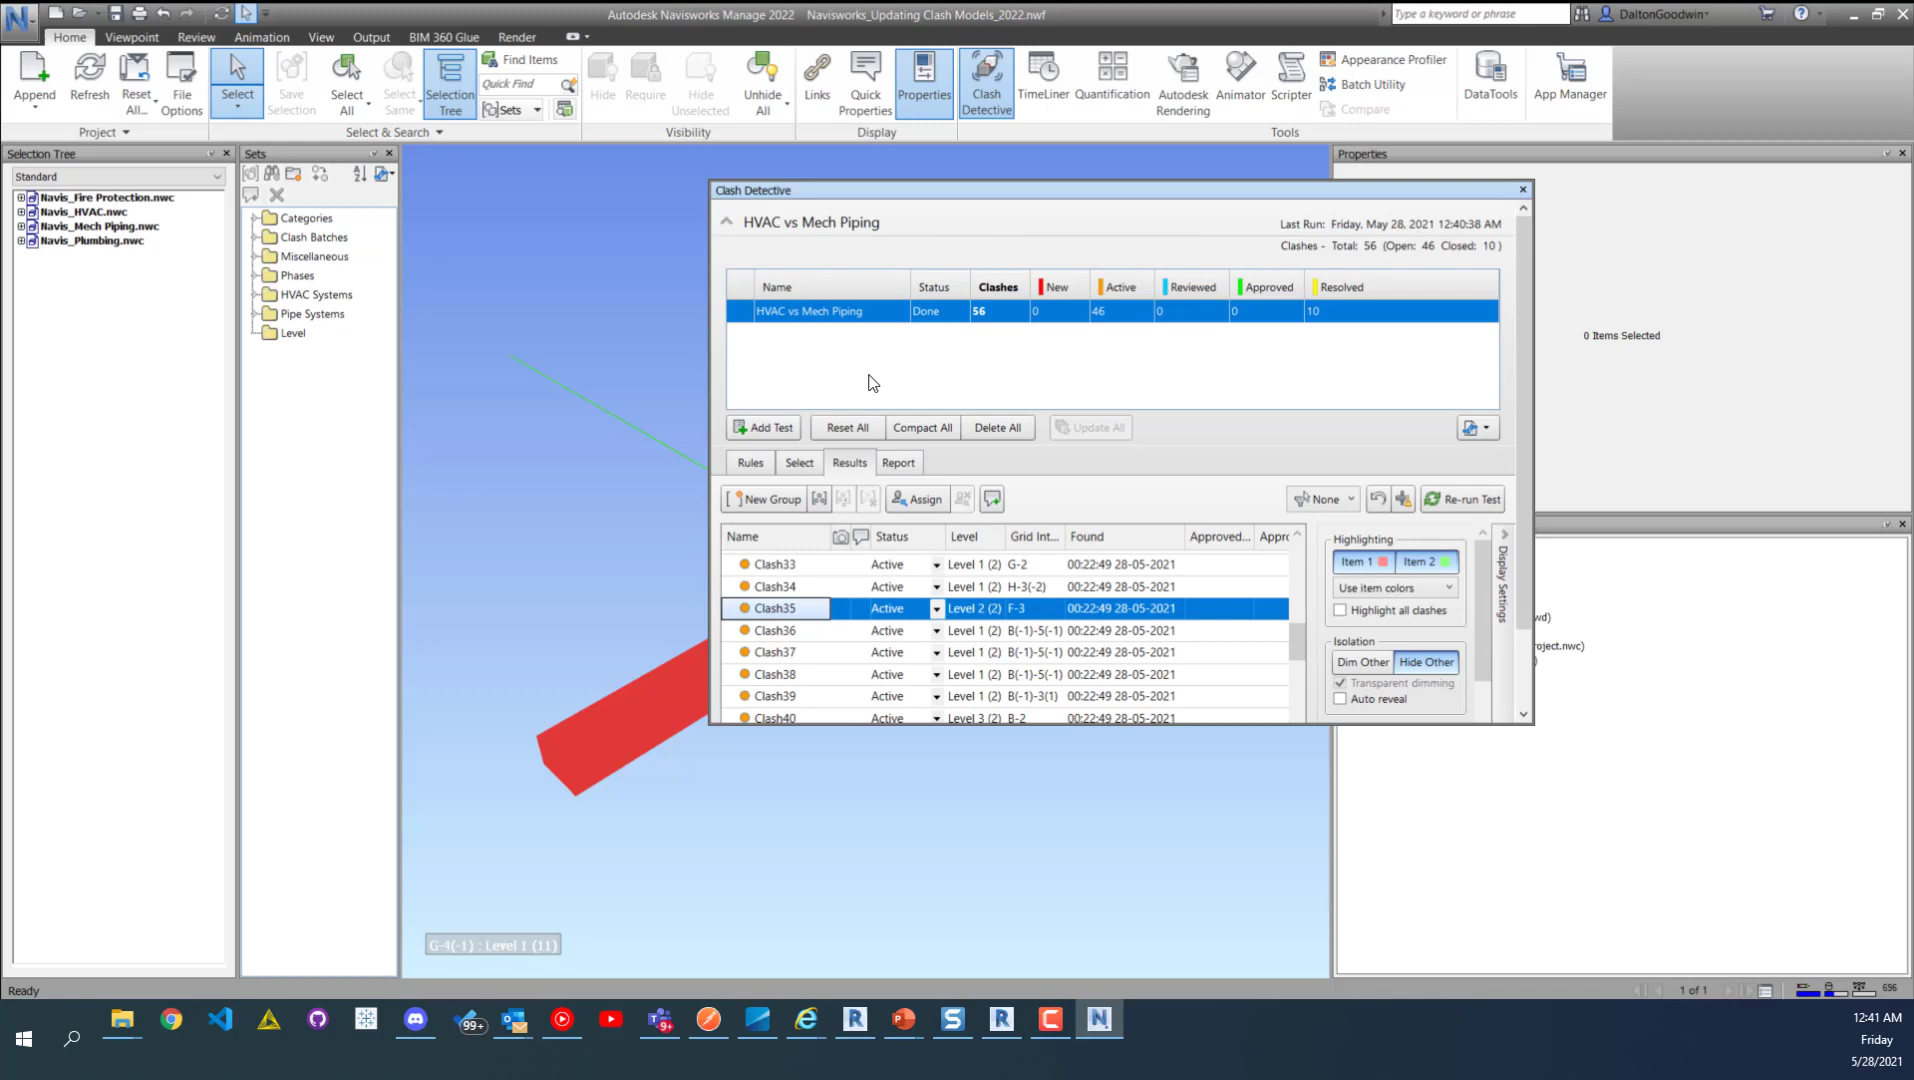 Autodesk Navisworks Manage 2022 Navisworks_Updating Clash Models_2022.nwf
Type a keyword or phrase
DaltonGoodwin
Home Viewpoint Review Animation View Output BIM 360 Glue Render
Append
Refresh
Reset All...
File Options
Project
Select
Save Selection
Select All
Select Same
Selection Tree
Find Items
Quick Find
Sets
Select & Search
Hide
Require
Hide Unselected
Unhide All
Visibility
Links
Quick Properties
Properties
Display
Clash Detective
TimeLiner
Quantification
Autodesk Rendering
Animator
Scripter
Appearance Profiler
Batch Utility
Compare
Tools
DataTools
App Manager
Selection Tree
Standard
Navis_Fire Protection.nwc
Navis_HVAC.nwc
Navis_Mech Piping.nwc
Navis_Plumbing.nwc
Sets
Categories
Clash Batches
Miscellaneous
Phases
HVAC Systems
Pipe Systems
Level
Properties
0 Items Selected
Clash Detective
HVAC vs Mech Piping
Last Run: Friday, May 28, 2021 12:40:38 AM
Clashes - Total: 56 (Open: 46 Closed: 10 )
Name Status Clashes New Active Reviewed Approved Resolved
HVAC vs Mech Piping Done 56 0 46 0 0 10
Add Test Reset All Compact All Delete All Update All
Rules Select Results Report
New Group Assign None Re-run Test
Name Status Level Grid Int... Found Approved... Appr
Clash33 Active Level 1 (2) G-2 00:22:49 28-05-2021
Clash34 Active Level 1 (2) H-3(-2) 00:22:49 28-05-2021
Clash35 Active Level 2 (2) F-3 00:22:49 28-05-2021
Clash36 Active Level 1 (2) B(-1)-5(-1) 00:22:49 28-05-2021
Clash37 Active Level 1 (2) B(-1)-5(-1) 00:22:49 28-05-2021
Clash38 Active Level 1 (2) B(-1)-5(-1) 00:22:49 28-05-2021
Clash39 Active Level 1 (2) B(-1)-3(1) 00:22:49 28-05-2021
Clash40 Active Level 3 (2) B-2 00:22:49 28-05-2021
Highlighting
Item 1 Item 2
Use item colors
Highlight all clashes
Isolation
Dim Other Hide Other
Transparent dimming
Auto reveal
Display Settings
wd)
roject.nwc)
G-4(-1) : Level 1 (11)
Ready
1 of 1
696
99+
9+
12:41 AM
Friday
5/28/2021